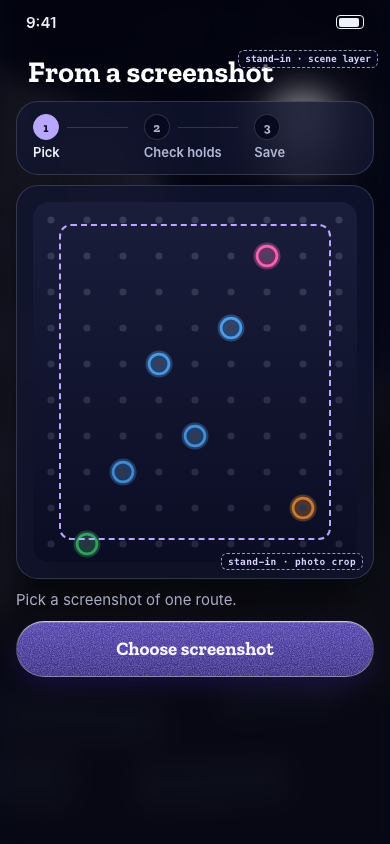 9:41
stand-in · scene layer
From a screenshot
1 2 3
Pick Check holds Save
stand-in · photo crop
Pick a screenshot of one route.
Choose screenshot